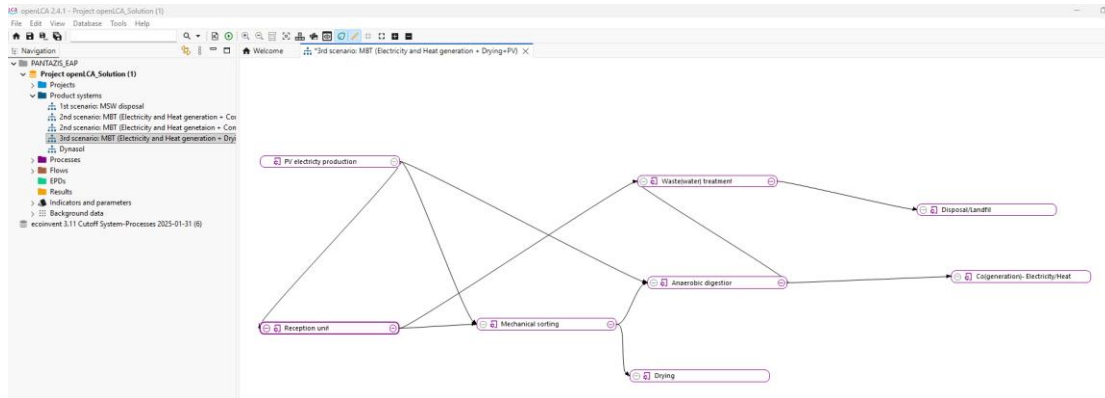 openLCA 2.4.1 - Project openLCA_Solution (1)
File Edit View Database Tools Help
Navigation
Welcome
*3rd scenario: MBT (Electricity and Heat generation + Drying+PV)
PANTAZIS_EAP
Project openLCA_Solution (1)
Projects
Product systems
1st scenario: MSW disposal
2nd scenario: MBT (Electricity and Heat generation + Cor
2nd scenario: MBT (Electricity and Heat genetaion + Con
3rd scenario: MBT (Electricity and Heat generation + Dryi
Dynasol
Processes
Flows
EPDs
Results
Indicators and parameters
Background data
ecoinvent 3.11 Cutoff System-Processes 2025-01-31 (6)
PV electricty production
Waste(water) treatment
Disposal/Landfill
Anaerobic digestior
Co(generation)- Electricity/Heat
Reception unit
Mechanical sorting
Drying